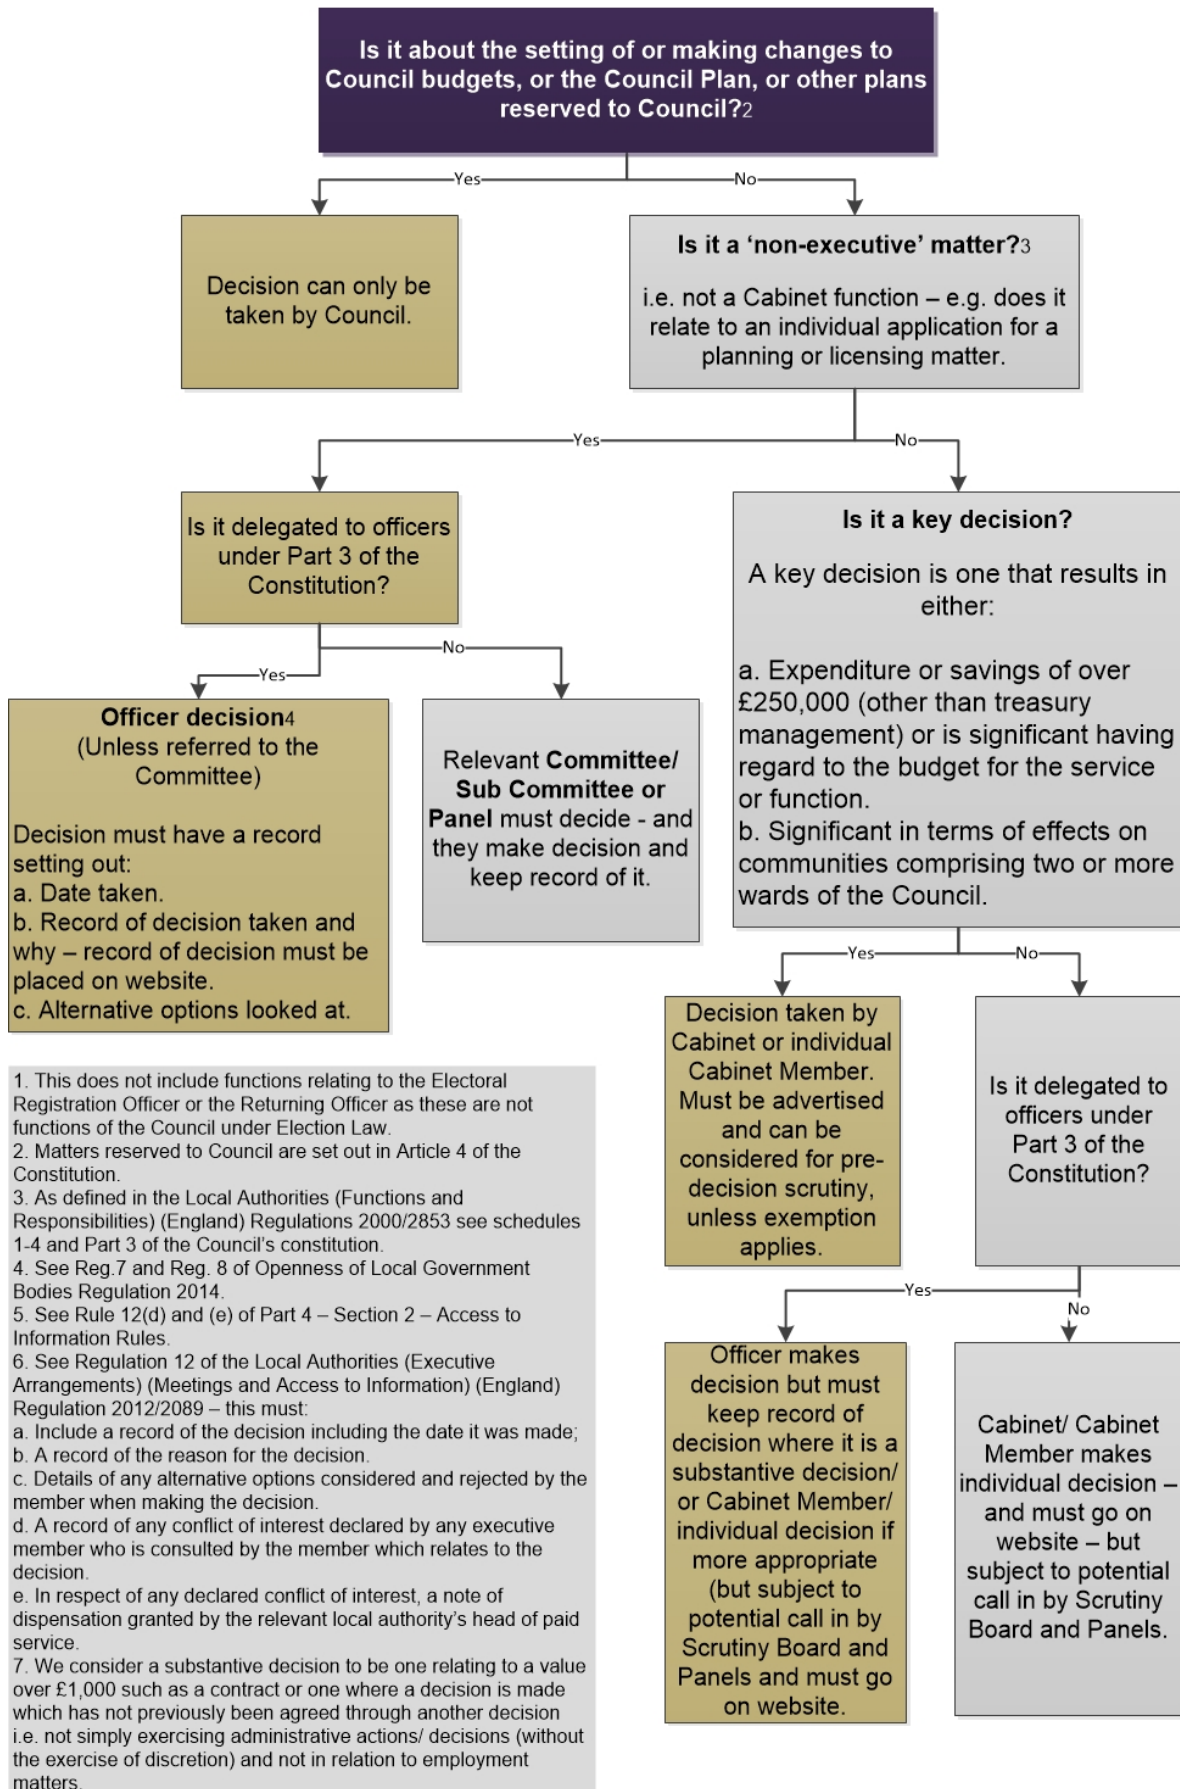 Is it about the setting of or making changes to
Council budgets, or the Council Plan, or other plans
reserved to Council?2
Yes
No
Decision can only be
taken by Council.
Is it a ‘non-executive’ matter?3
i.e. not a Cabinet function – e.g. does it
relate to an individual application for a
planning or licensing matter.
Yes
No
Is it delegated to officers
under Part 3 of the
Constitution?
Is it a key decision?
A key decision is one that results in
either:
a. Expenditure or savings of over
£250,000 (other than treasury
management) or is significant having
regard to the budget for the service
or function.
b. Significant in terms of effects on
communities comprising two or more
wards of the Council.
Yes
No
Officer decision4
(Unless referred to the
Committee)
Decision must have a record
setting out:
a. Date taken.
b. Record of decision taken and
why – record of decision must be
placed on website.
c. Alternative options looked at.
Relevant Committee/
Sub Committee or
Panel must decide - and
they make decision and
keep record of it.
Yes
No
Decision taken by
Cabinet or individual
Cabinet Member.
Must be advertised
and can be
considered for pre-
decision scrutiny,
unless exemption
applies.
Is it delegated to
officers under
Part 3 of the
Constitution?
Yes
No
Officer makes
decision but must
keep record of
decision where it is a
substantive decision/
or Cabinet Member/
individual decision if
more appropriate
(but subject to
potential call in by
Scrutiny Board and
Panels and must go
on website.
Cabinet/ Cabinet
Member makes
individual decision –
and must go on
website – but
subject to potential
call in by Scrutiny
Board and Panels.
1. This does not include functions relating to the Electoral
Registration Officer or the Returning Officer as these are not
functions of the Council under Election Law.
2. Matters reserved to Council are set out in Article 4 of the
Constitution.
3. As defined in the Local Authorities (Functions and
Responsibilities) (England) Regulations 2000/2853 see schedules
1-4 and Part 3 of the Council’s constitution.
4. See Reg.7 and Reg. 8 of Openness of Local Government
Bodies Regulation 2014.
5. See Rule 12(d) and (e) of Part 4 – Section 2 – Access to
Information Rules.
6. See Regulation 12 of the Local Authorities (Executive
Arrangements) (Meetings and Access to Information) (England)
Regulation 2012/2089 – this must:
a. Include a record of the decision including the date it was made;
b. A record of the reason for the decision.
c. Details of any alternative options considered and rejected by the
member when making the decision.
d. A record of any conflict of interest declared by any executive
member who is consulted by the member which relates to the
decision.
e. In respect of any declared conflict of interest, a note of
dispensation granted by the relevant local authority’s head of paid
service.
7. We consider a substantive decision to be one relating to a value
over £1,000 such as a contract or one where a decision is made
which has not previously been agreed through another decision
i.e. not simply exercising administrative actions/ decisions (without
the exercise of discretion) and not in relation to employment
matters.